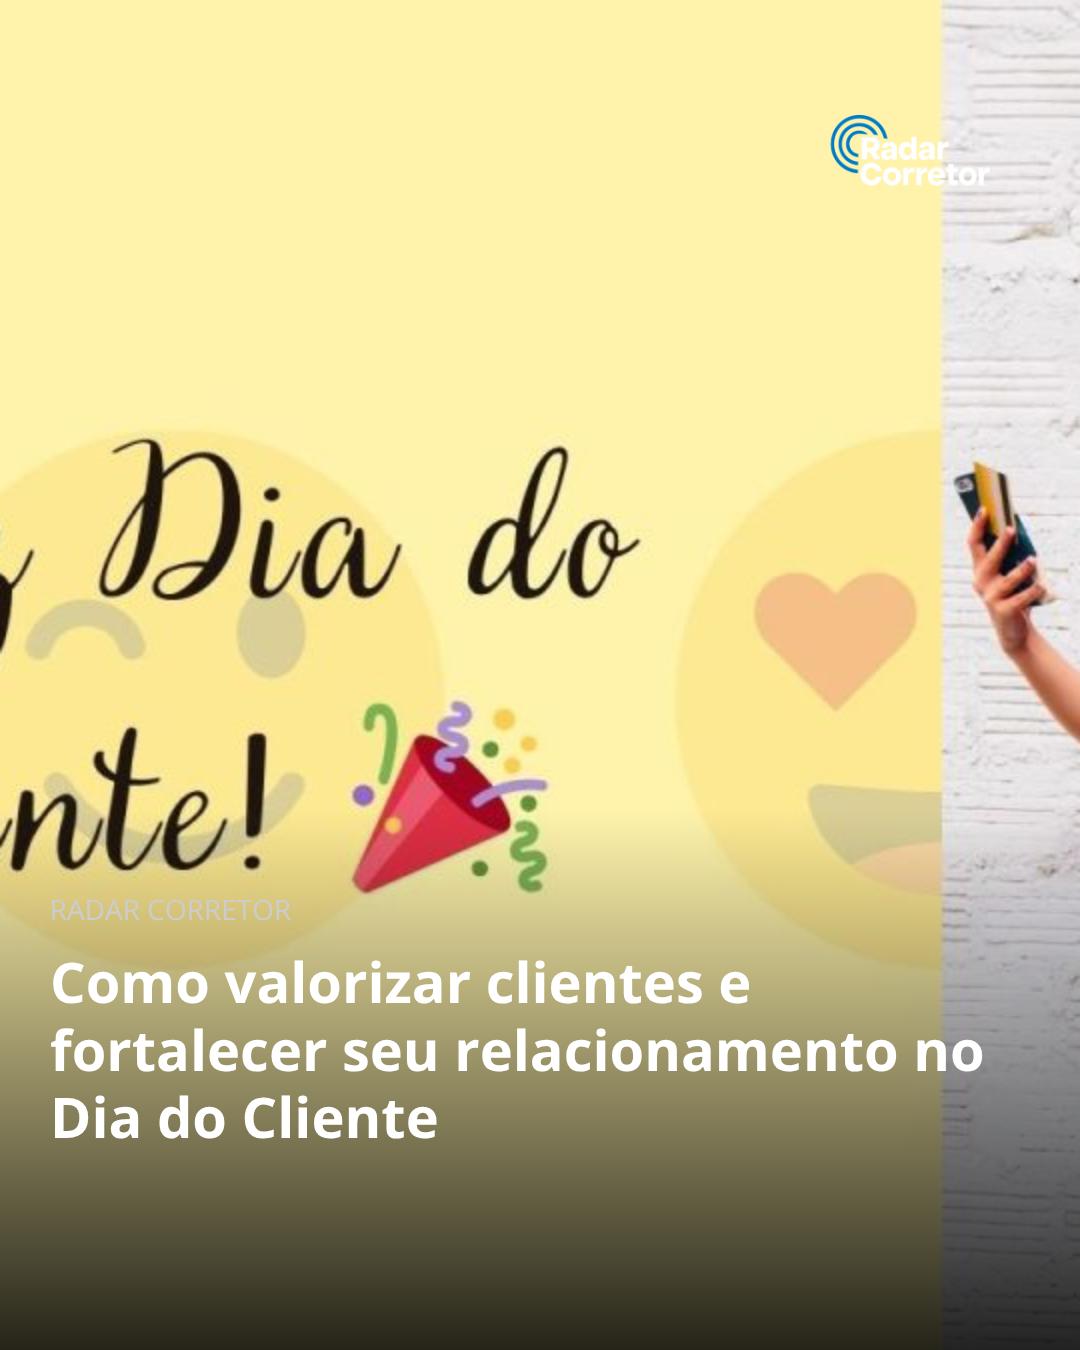 Radar
Corretor
Dia do
nte!
RADAR CORRETOR
Como valorizar clientes e
fortalecer seu relacionamento no
Dia do Cliente